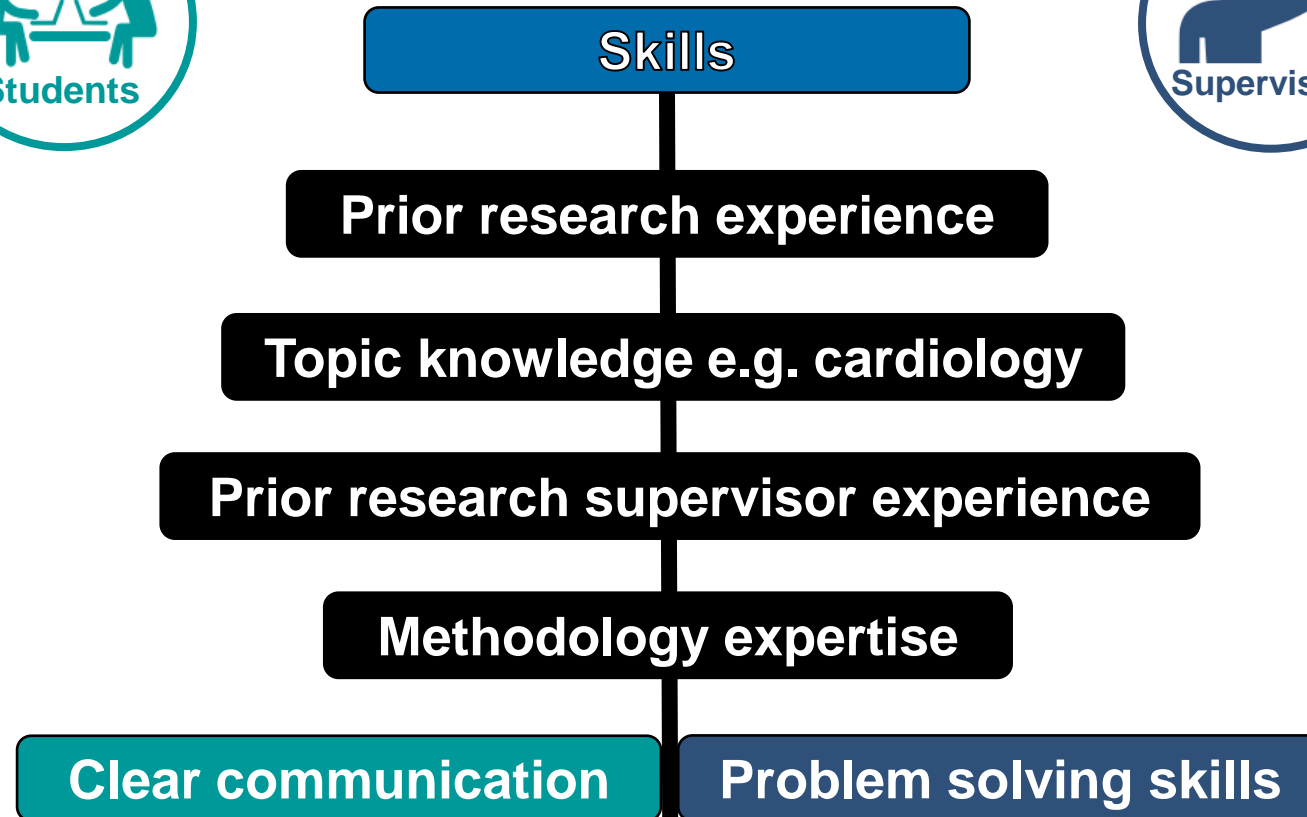 Skills
Students
Prior research experience
Topic knowledge e.g. cardiology
Prior research supervisor experience
Methodology expertise
Clear communication
Problem solving skills